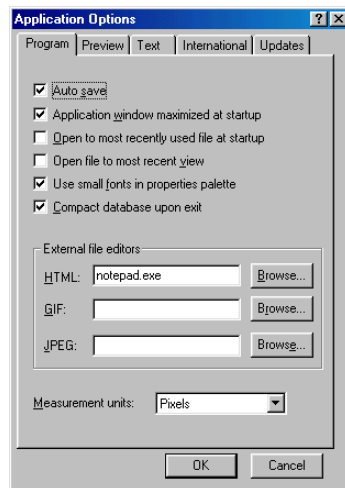 Application Options
Program Preview Text International Updates
Auto save
Application window maximized at startup
Open to most recently used file at startup
Open file to most recent view
Use small fonts in properties palette
Compact database upon exit
External file editors
HTML: notepad.exe Browse...
GIF: Browse...
JPEG: Browse...
Measurement units: Pixels
OK Cancel